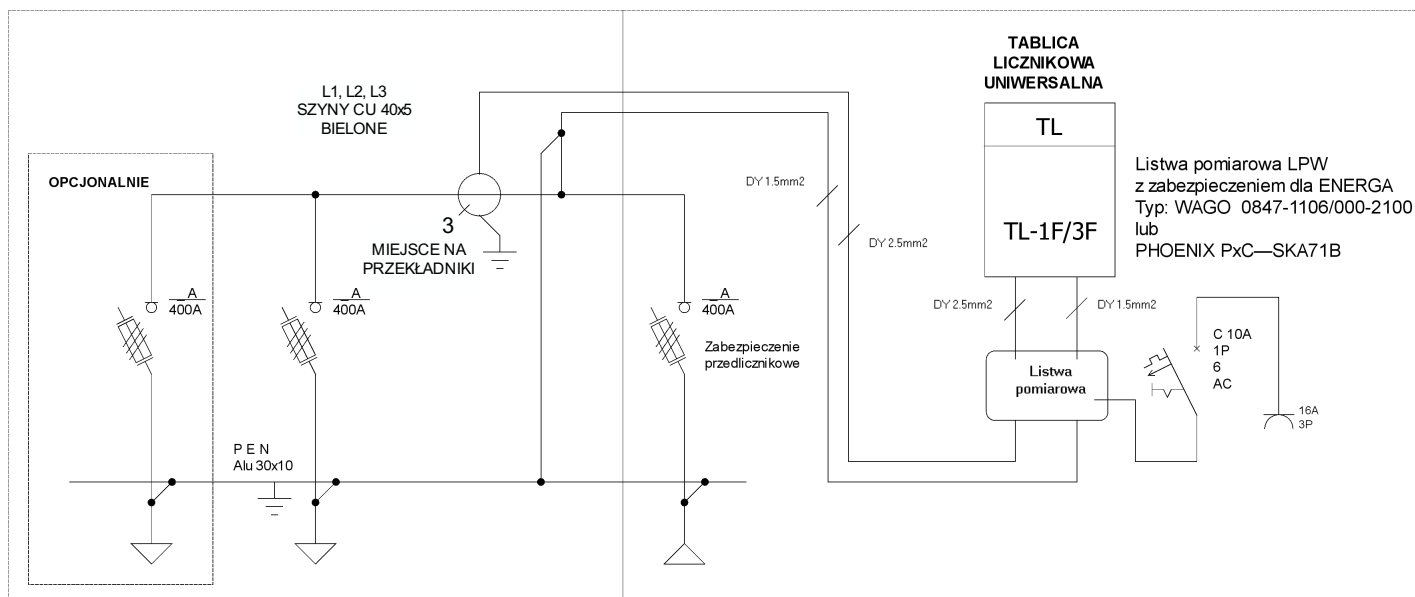 TABLICA
LICZNIKOWA
UNIWERSALNA
L1, L2, L3
SZYNY CU 40x5
BIELONE
TL
OPCJONALNIE
Listwa pomiarowa LPW
z zabezpieczeniem dla ENERGA
Typ: WAGO 0847-1106/000-2100
lub
PHOENIX PxC—SKA71B
DY 1.5mm2
TL-1F/3F
3
DY 2.5mm2
MIEJSCE NA
PRZEKŁADNIKI
_A
400A
_A
400A
_A
400A
DY 2.5mm2
DY 1.5mm2
Zabezpieczenie
przedlicznikowe
C 10A
1P
6
AC
Listwa
pomiarowa
16A
3P
P E N
Alu 30x10